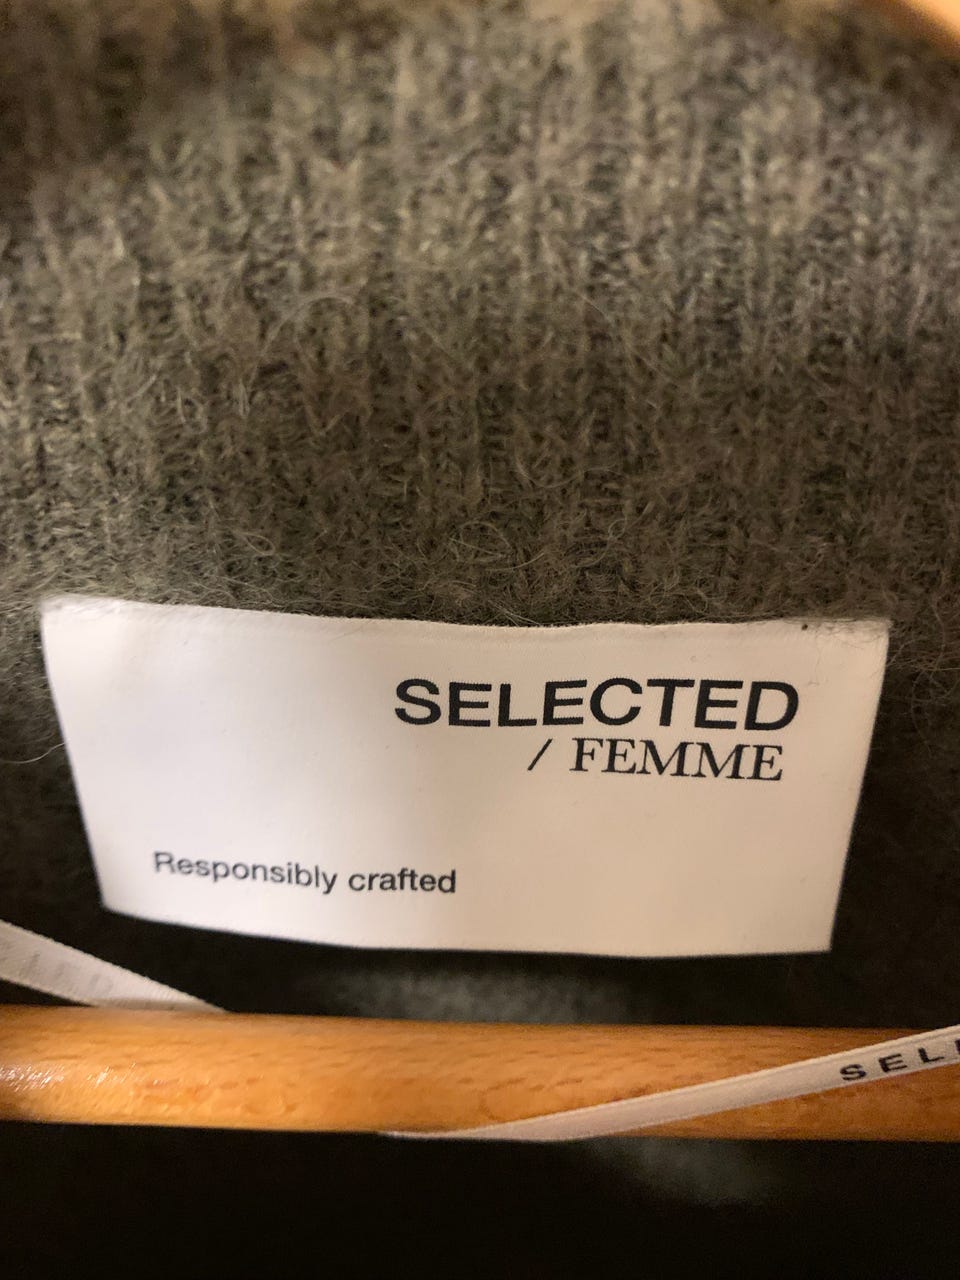 SELECTED
/ FEMME
Responsibly crafted